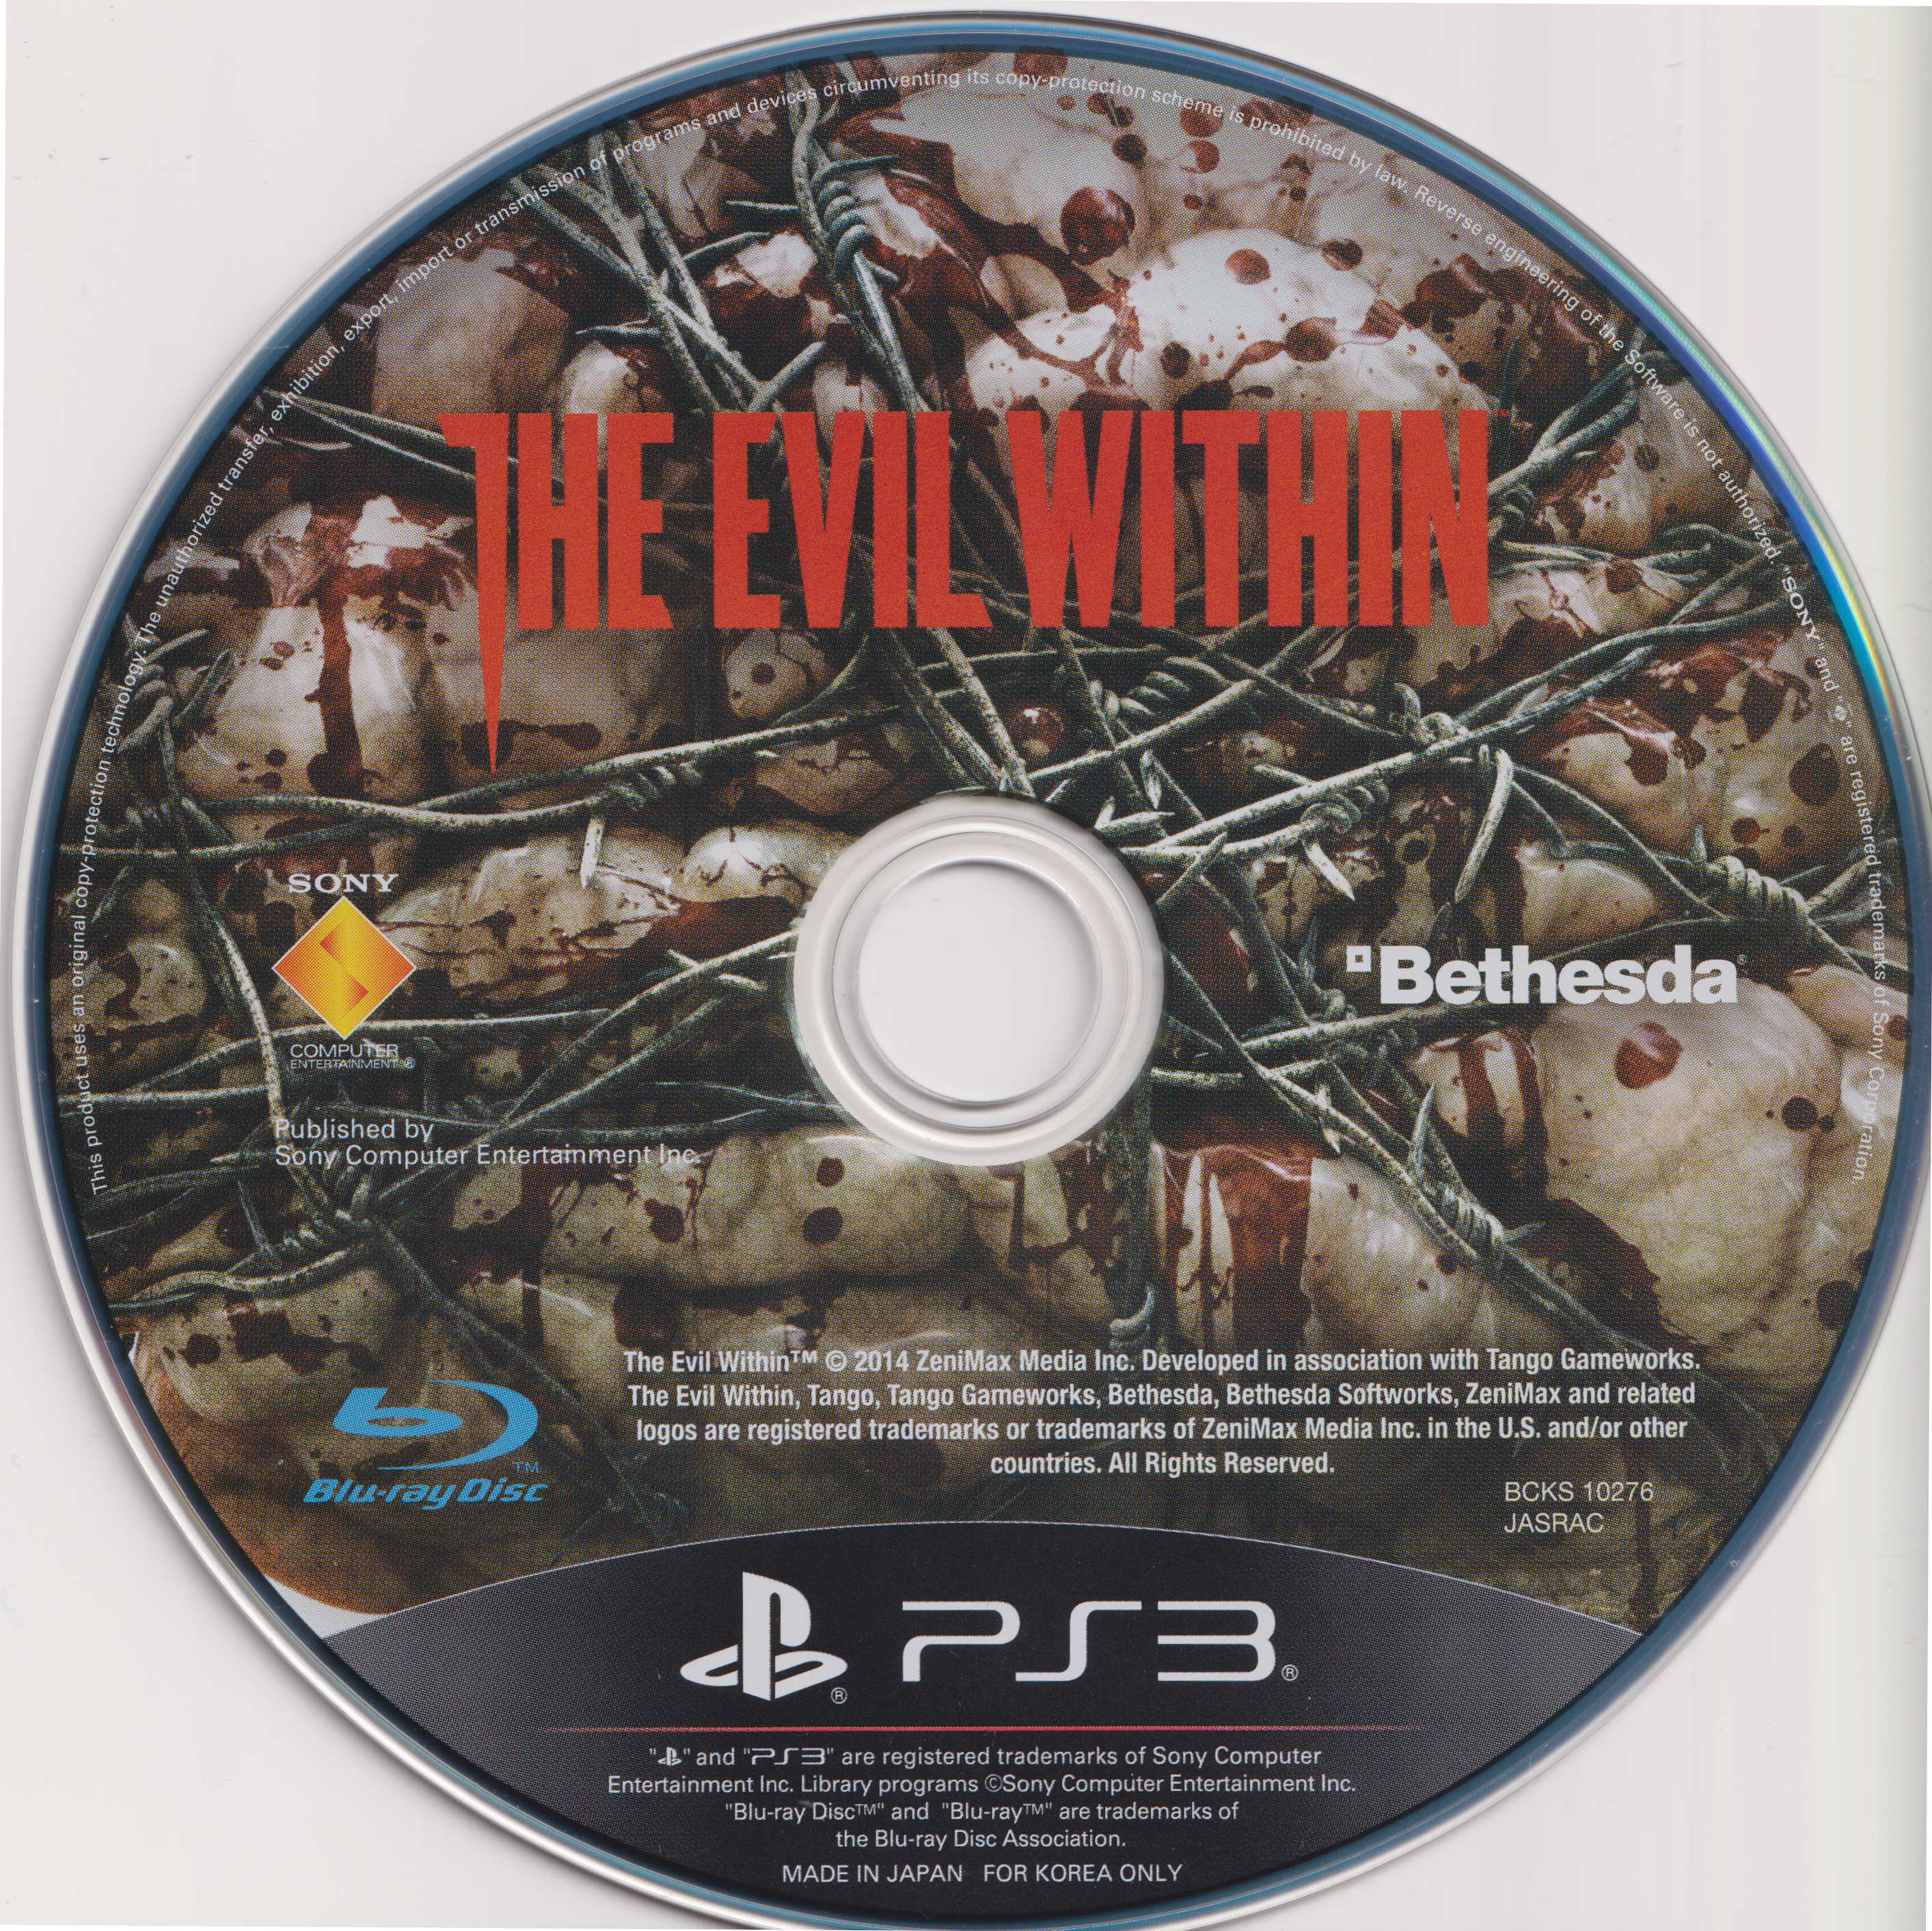 This product uses an original copy-protection technology. The unauthorized transfer, exhibition, export, import or transmission of programs and devices circumventing its copy-protection scheme is prohibited by law. Reverse engineering of the Software is not authorized. "SONY" and "" are registered trademarks of Sony Corporation.
THE EVIL WITHIN™
SONY
COMPUTER
ENTERTAINMENT®
Bethesda®
Published by
Sony Computer Entertainment Inc.
The Evil Within™ © 2014 ZeniMax Media Inc. Developed in association with Tango Gameworks.
The Evil Within, Tango, Tango Gameworks, Bethesda, Bethesda Softworks, ZeniMax and related
logos are registered trademarks or trademarks of ZeniMax Media Inc. in the U.S. and/or other
countries. All Rights Reserved.
Blu-ray Disc™
BCKS 10276
JASRAC
® PS3®
"" and "PS3" are registered trademarks of Sony Computer
Entertainment Inc. Library programs ©Sony Computer Entertainment Inc.
"Blu-ray Disc™" and "Blu-ray™" are trademarks of
the Blu-ray Disc Association.
MADE IN JAPAN FOR KOREA ONLY